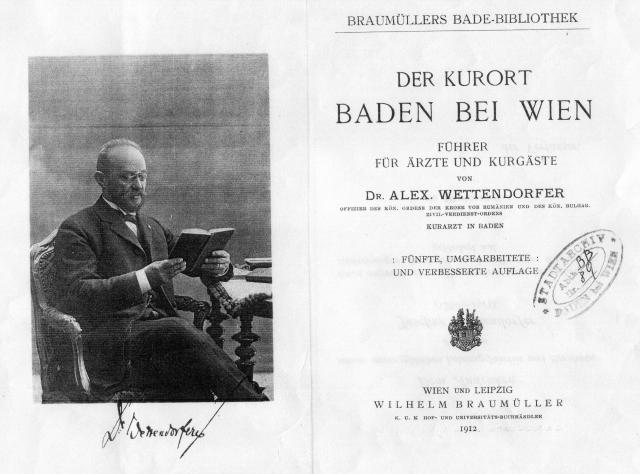 Dr Wettendorfer
BRAUMÜLLERS BADE-BIBLIOTHEK
DER KURORT
BADEN BEI WIEN
FÜHRER
FÜR ÄRZTE UND KURGÄSTE
VON
DR. ALEX. WETTENDORFER
OFFIZIER DES KÖN. ORDENS DER KRONE VON RUMÄNIEN UND DES KÖN. BULGAR.
ZIVIL-VERDIENST-ORDENS
KURARZT IN BADEN
: FÜNFTE, UMGEARBEITETE :
UND VERBESSERTE AUFLAGE
STADTARCHIV
BADEN bei WIEN
WIEN UND LEIPZIG
WILHELM BRAUMÜLLER
K. U. K HOF- UND UNIVERSITÄTS-BUCHHÄNDLER
1912